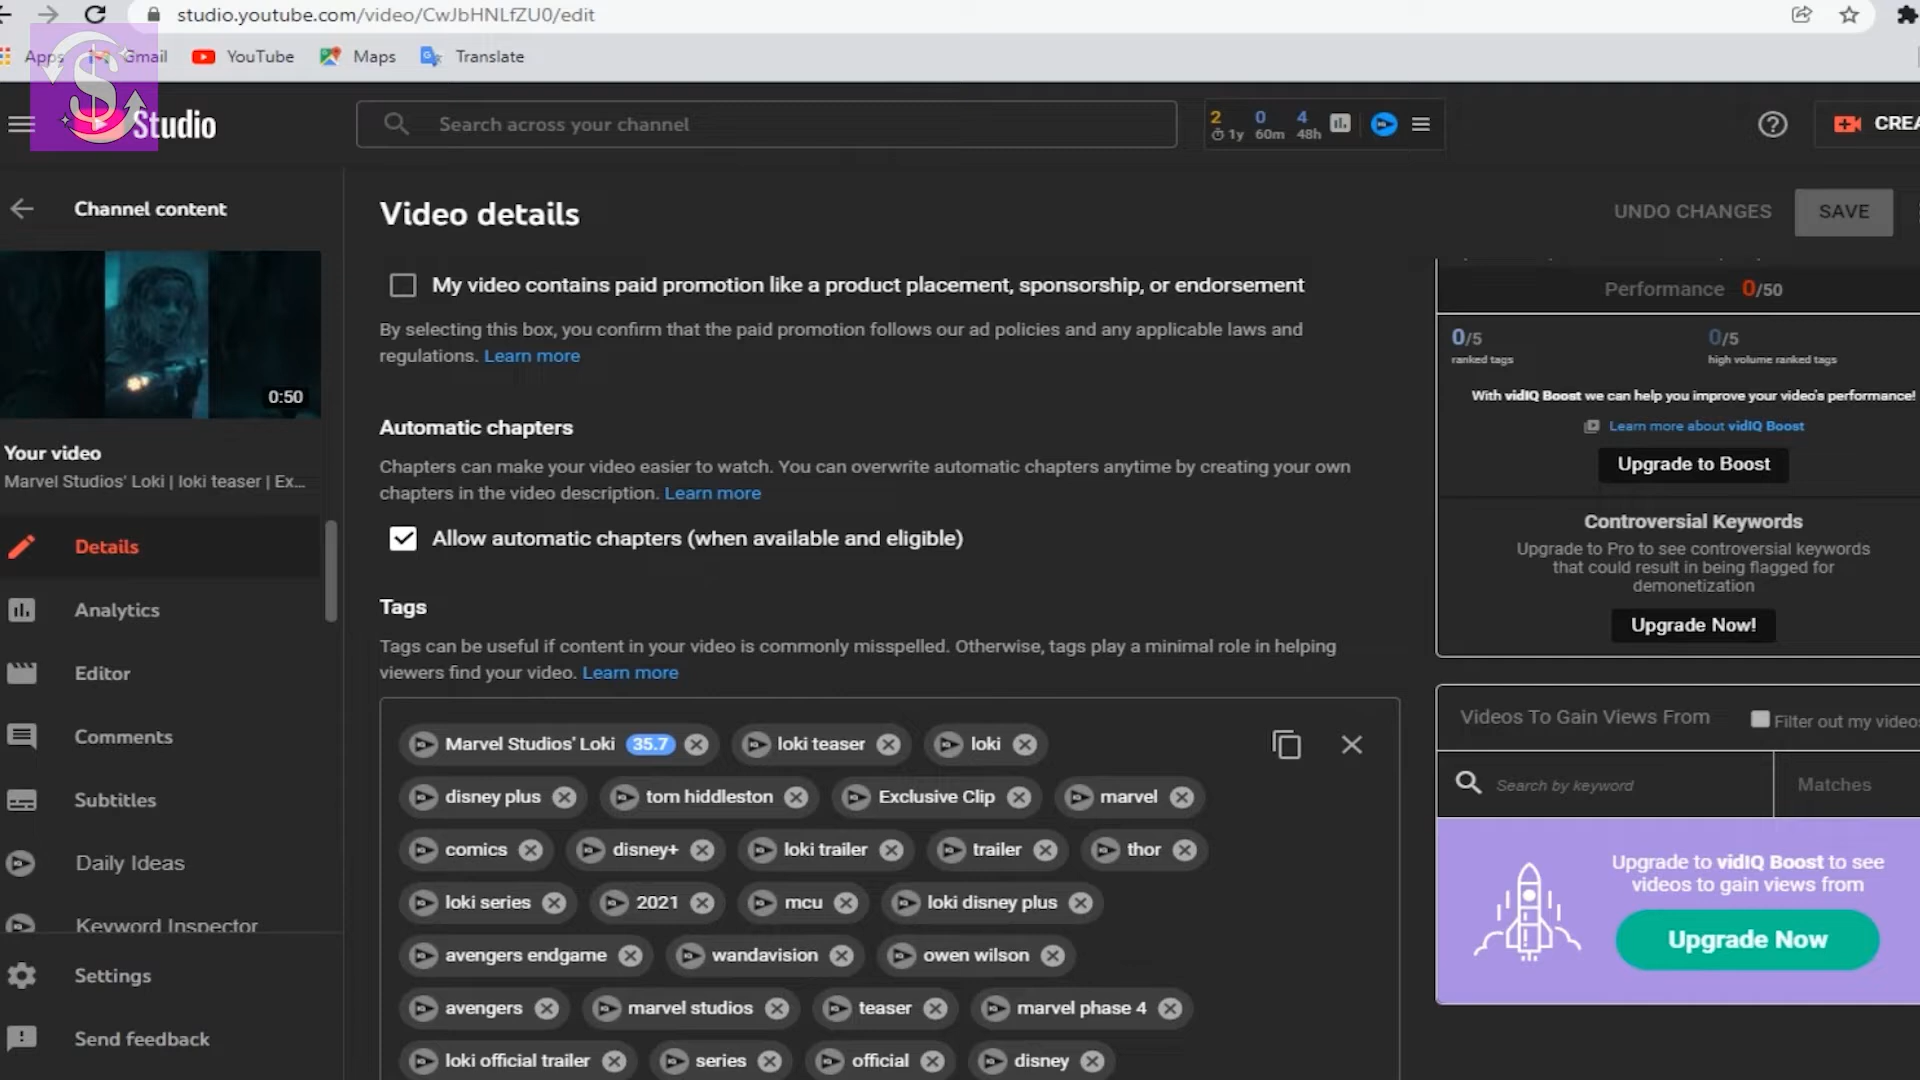 studio.youtube.com/video/CwJbHNLfZU0/edit
Apps Gmail YouTube Maps Translate
$
Studio
Search across your channel
2 0 4
1y 60m 48h
CREA
Channel content
Video details
UNDO CHANGES SAVE
0:50
Your video
Marvel Studios' Loki | loki teaser | Ex...
Details
Analytics
Editor
Comments
Subtitles
Daily Ideas
Keyword Inspector
Settings
Send feedback
My video contains paid promotion like a product placement, sponsorship, or endorsement
By selecting this box, you confirm that the paid promotion follows our ad policies and any applicable laws and
regulations. Learn more
Automatic chapters
Chapters can make your video easier to watch. You can overwrite automatic chapters anytime by creating your own
chapters in the video description. Learn more
Allow automatic chapters (when available and eligible)
Tags
Tags can be useful if content in your video is commonly misspelled. Otherwise, tags play a minimal role in helping
viewers find your video. Learn more
Marvel Studios' Loki 35.7 loki teaser loki
disney plus tom hiddleston Exclusive Clip marvel
comics disney+ loki trailer trailer thor
loki series 2021 mcu loki disney plus
avengers endgame wandavision owen wilson
avengers marvel studios teaser marvel phase 4
loki official trailer series official disney
Performance 0/50
0/5 0/5
ranked tags high volume ranked tags
With vidIQ Boost we can help you improve your video's performance!
Learn more about vidIQ Boost
Upgrade to Boost
Controversial Keywords
Upgrade to Pro to see controversial keywords
that could result in being flagged for
demonetization
Upgrade Now!
Videos To Gain Views From Filter out my videos
Search by keyword Matches
Upgrade to vidIQ Boost to see
videos to gain views from
Upgrade Now